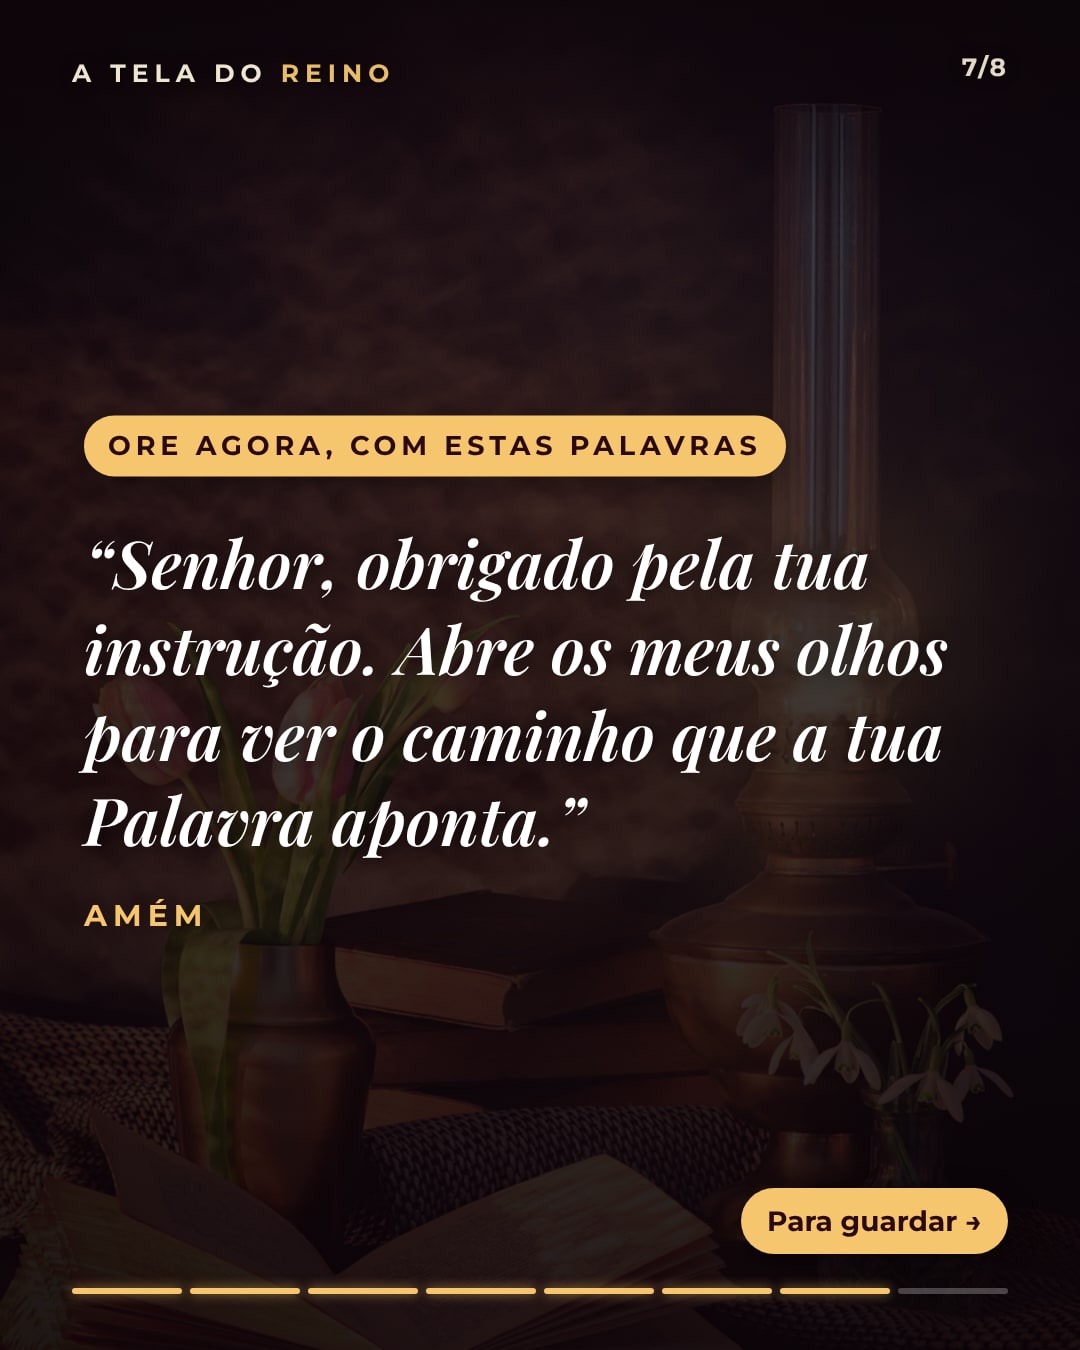 A TELA DO REINO
7/8
ORE AGORA, COM ESTAS PALAVRAS
“Senhor, obrigado pela tua
instrução. Abre os meus olhos
para ver o caminho que a tua
Palavra aponta.”
AMÉM
Para guardar →